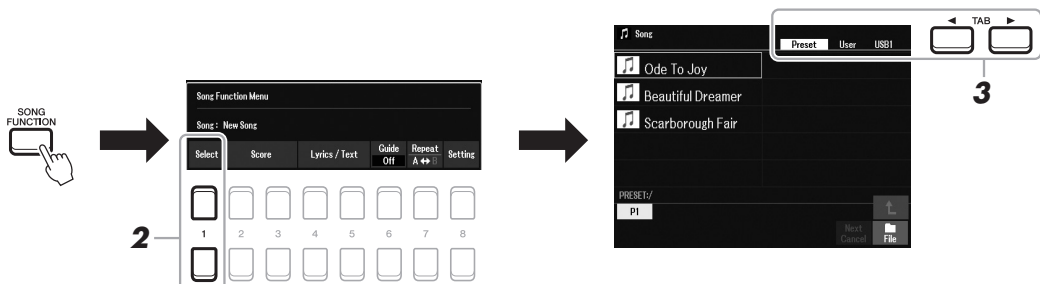 SONG
FUNCTION
Song Function Menu
Song : New Song
Select Score Lyrics / Text Guide Off Repeat A ↔ B Setting
2
1 2 3 4 5 6 7 8
Song
Preset User USB1
TAB
3
Ode To Joy
Beautiful Dreamer
Scarborough Fair
PRESET:/
P1
Next
Cancel
File